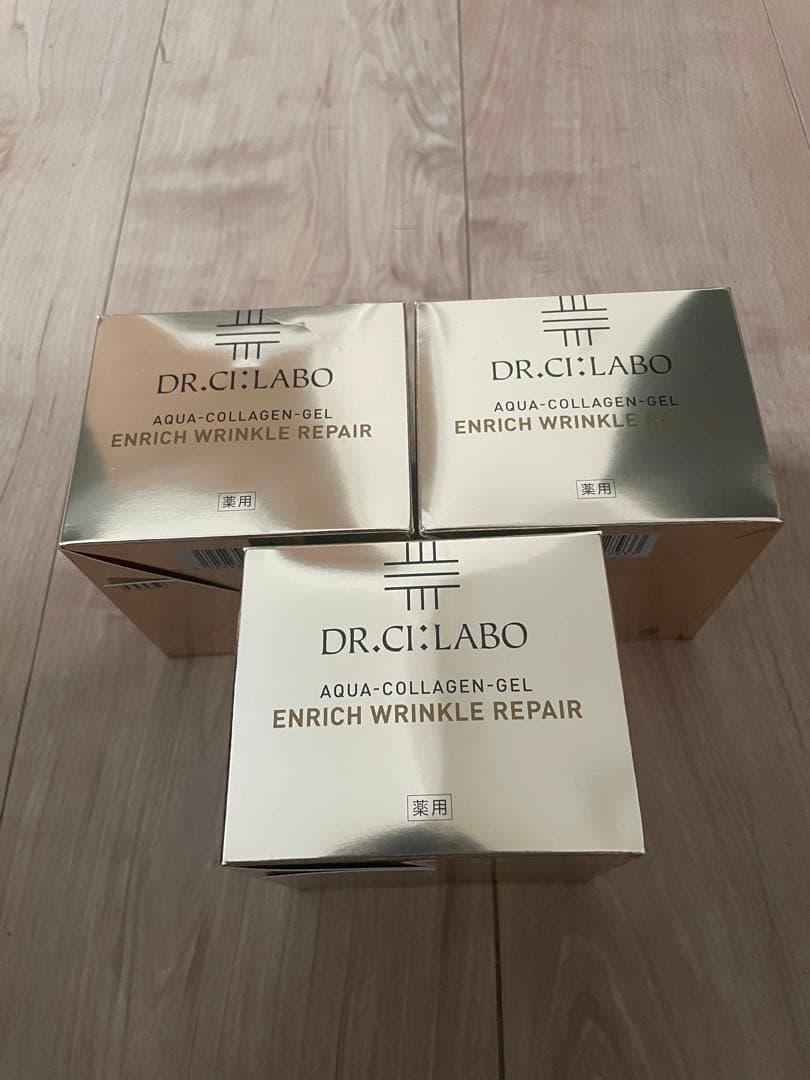 DR.CI:LABO
AQUA-COLLAGEN-GEL
ENRICH WRINKLE REPAIR
薬用
DR.CI:LABO
AQUA-COLLAGEN-GEL
ENRICH WRINKLE REPAIR
薬用
DR.CI:LABO
AQUA-COLLAGEN-GEL
ENRICH WRINKLE REPAIR
薬用